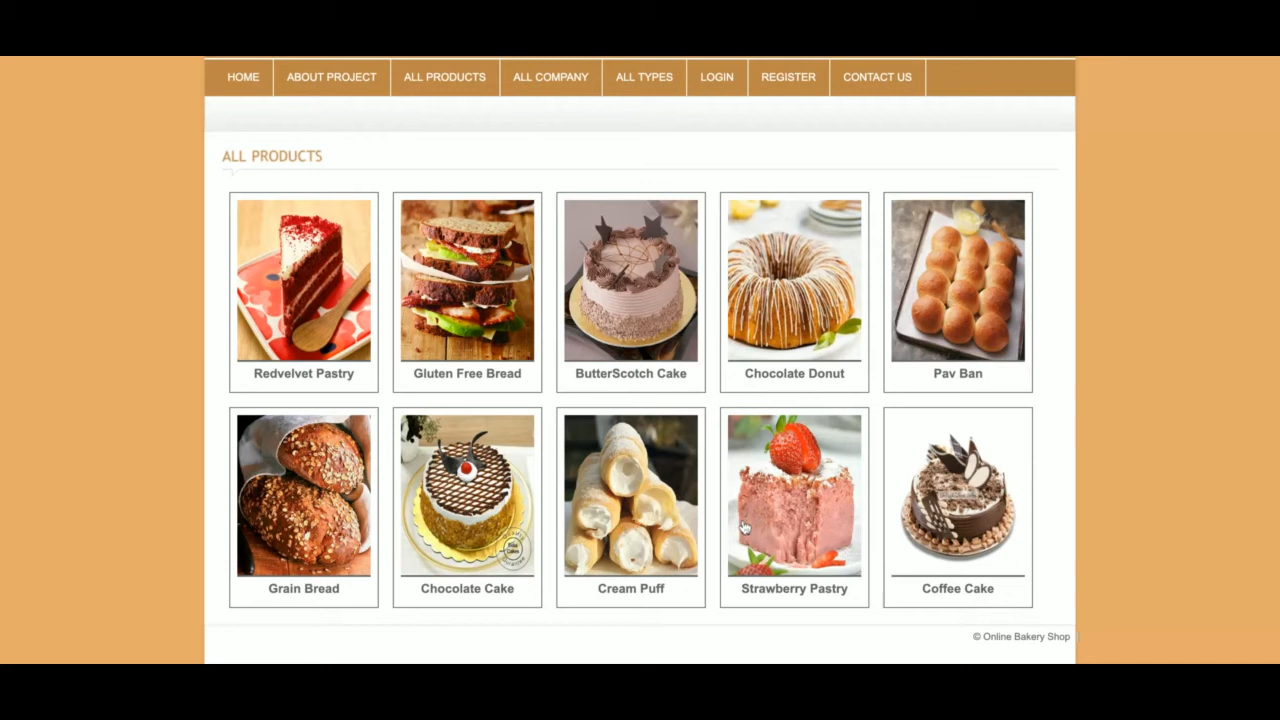 HOME ABOUT PROJECT ALL PRODUCTS ALL COMPANY ALL TYPES LOGIN REGISTER CONTACT US
ALL PRODUCTS
Redvelvet Pastry Gluten Free Bread ButterScotch Cake Chocolate Donut Pav Ban
Grain Bread Chocolate Cake Cream Puff Strawberry Pastry Coffee Cake
© Online Bakery Shop